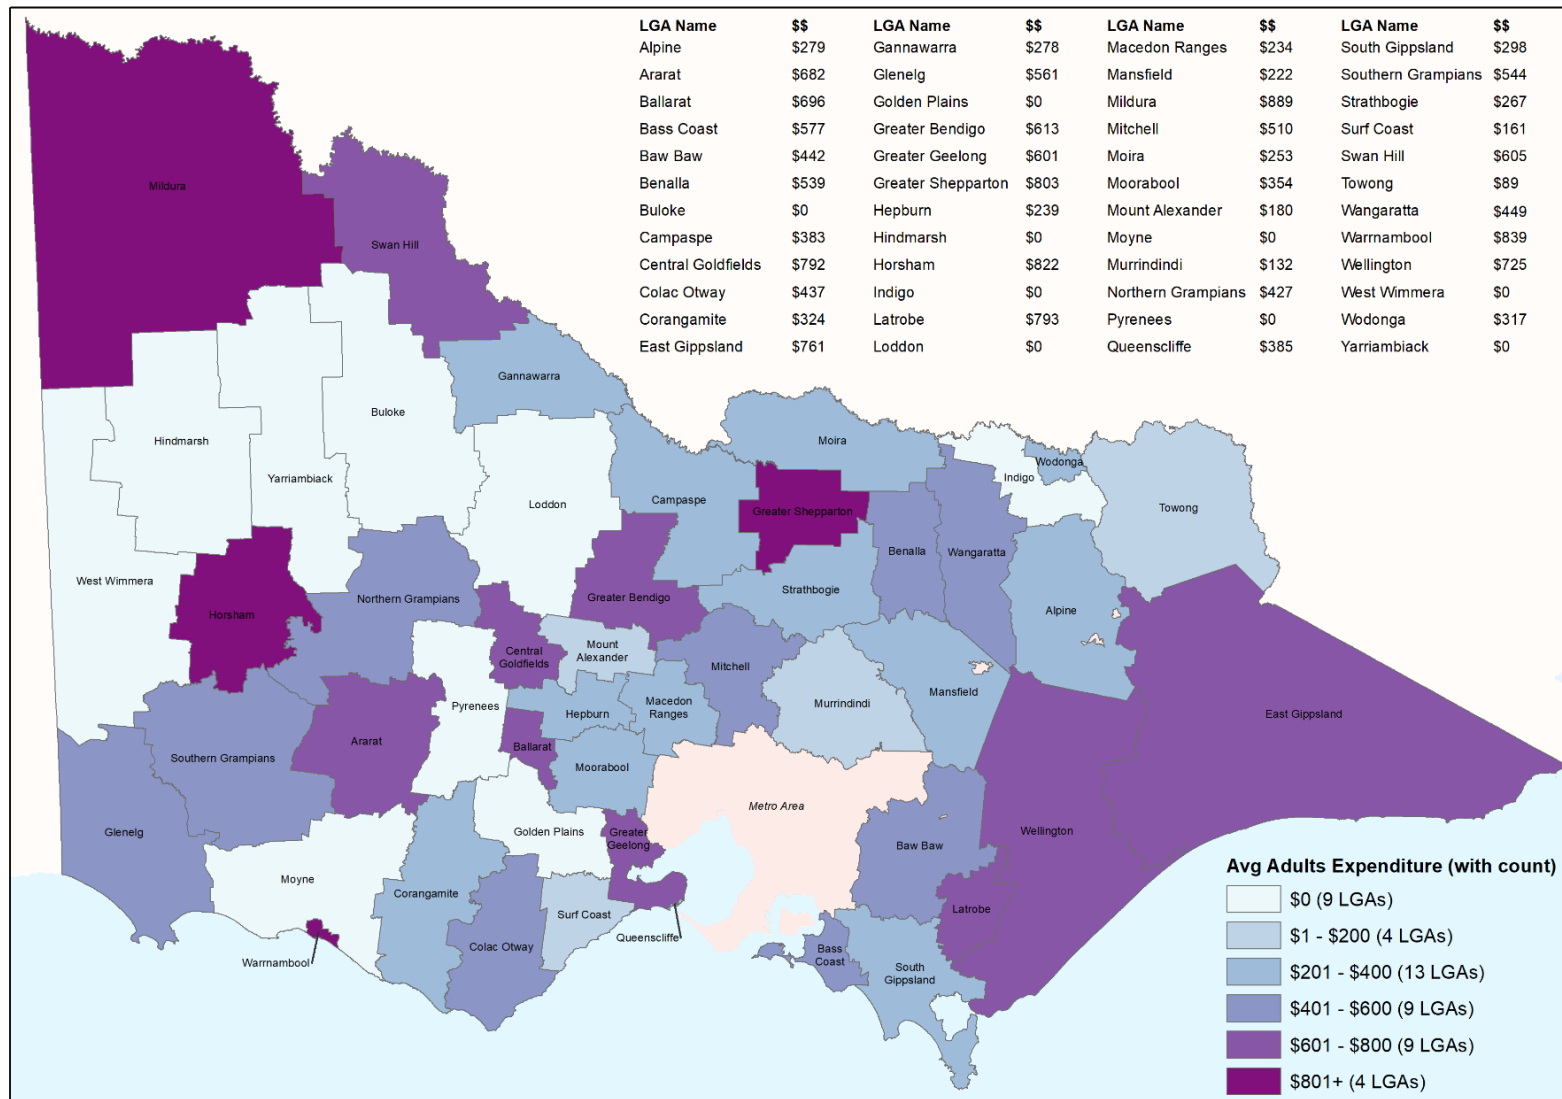 LGA Name $$ LGA Name $$ LGA Name $$ LGA Name $$
Alpine $279 Gannawarra $278 Macedon Ranges $234 South Gippsland $298
Ararat $682 Glenelg $561 Mansfield $222 Southern Grampians $544
Ballarat $696 Golden Plains $0 Mildura $889 Strathbogie $267
Bass Coast $577 Greater Bendigo $613 Mitchell $510 Surf Coast $161
Baw Baw $442 Greater Geelong $601 Moira $253 Swan Hill $605
Benalla $539 Greater Shepparton $803 Moorabool $354 Towong $89
Buloke $0 Hepburn $239 Mount Alexander $180 Wangaratta $449
Campaspe $383 Hindmarsh $0 Moyne $0 Warrnambool $839
Central Goldfields $792 Horsham $822 Murrindindi $132 Wellington $725
Colac Otway $437 Indigo $0 Northern Grampians $427 West Wimmera $0
Corangamite $324 Latrobe $793 Pyrenees $0 Wodonga $317
East Gippsland $761 Loddon $0 Queenscliffe $385 Yarriambiack $0
Mildura
Swan Hill
Gannawarra
Buloke
Hindmarsh
Moira
Wodonga
Yarriambiack
Indigo
Campaspe
Loddon
Towong
Greater Shepparton
Benalla
Wangaratta
West Wimmera
Strathbogie
Northern Grampians
Greater Bendigo
Horsham
Alpine
Mount
Alexander
Central
Goldfields
Mitchell
Mansfield
Macedon
Ranges
Murrindindi
Pyrenees
Hepburn
East Gippsland
Ararat
Ballarat
Southern Grampians
Moorabool
Metro Area
Glenelg
Golden Plains
Greater
Geelong
Wellington
Baw Baw
Moyne
Corangamite
Latrobe
Surf Coast
Queenscliffe
Colac Otway
Bass
Coast
Warrnambool
South
Gippsland
Avg Adults Expenditure (with count)
$0 (9 LGAs)
$1 - $200 (4 LGAs)
$201 - $400 (13 LGAs)
$401 - $600 (9 LGAs)
$601 - $800 (9 LGAs)
$801+ (4 LGAs)